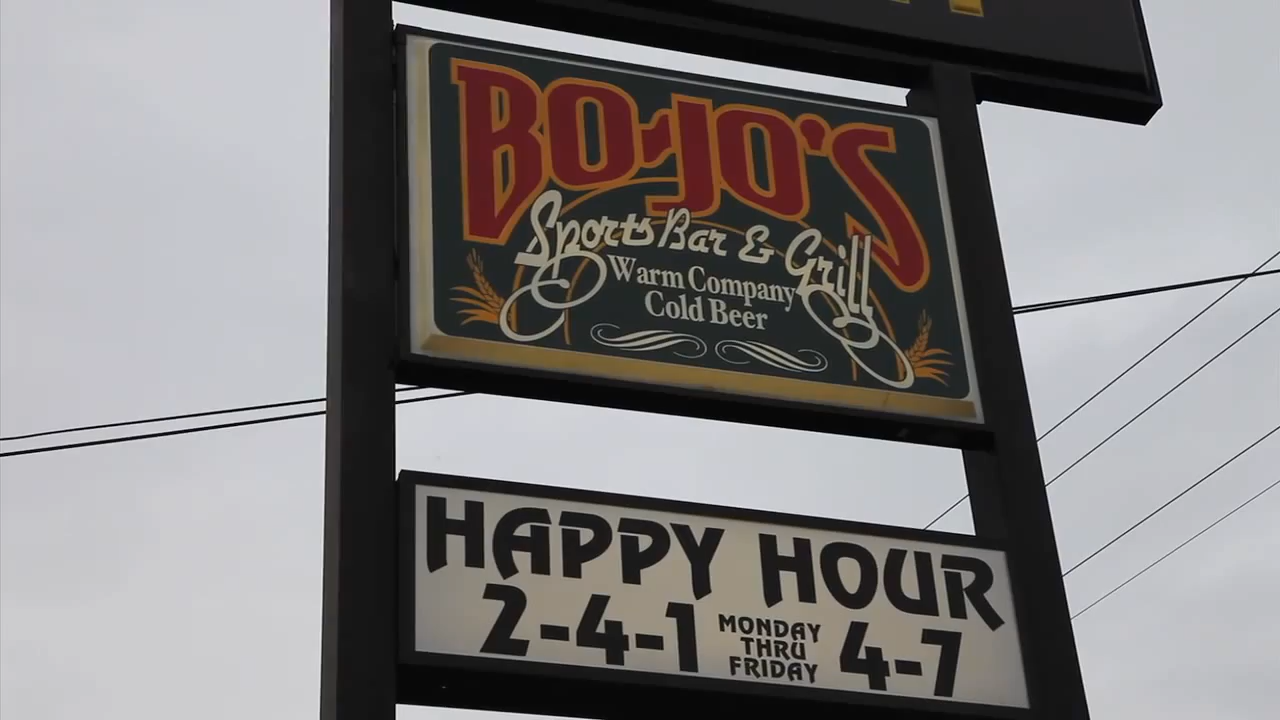 BO-JO'S
Sports Bar & Grill
Warm Company
Cold Beer
HAPPY HOUR
2-4-1 MONDAY THRU FRIDAY 4-7